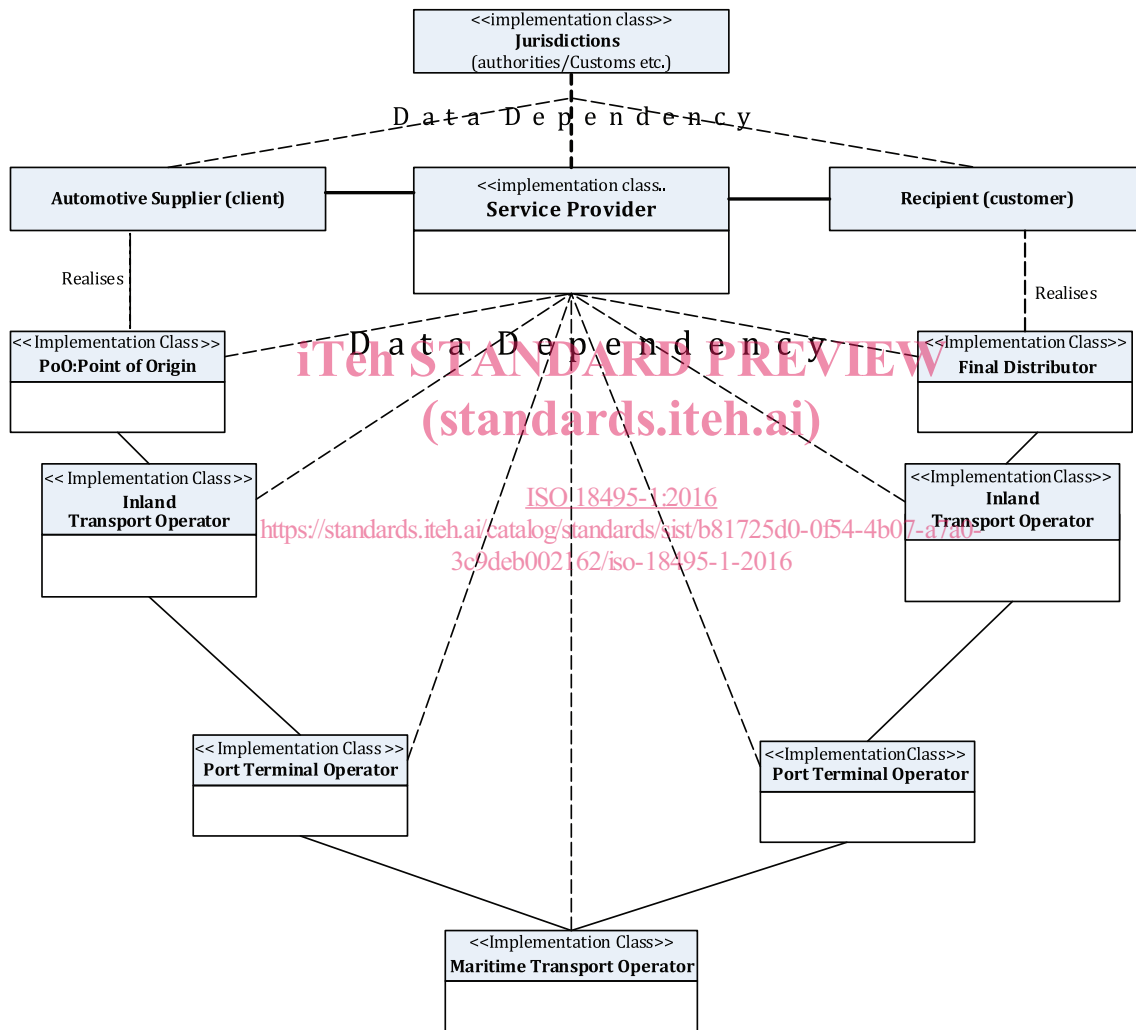 <<implementation class>>
Jurisdictions
(authorities/Customs etc.)
Data Dependency
Automotive Supplier (client)
<<implementation class..
Service Provider
Recipient (customer)
Realises
Realises
<< Implementation Class >>
PoO:Point of Origin
Data Dependency
<<Implementation Class>>
Final Distributor
iTeh STANDARD PREVIEW
(standards.iteh.ai)
<< Implementation Class >>
Inland
Transport Operator
<<ImplementationClass>>
Inland
Transport Operator
ISO 18495-1:2016
https://standards.iteh.ai/catalog/standards/sist/b81725d0-0f54-4b07-a7a0-
3c9deb002162/iso-18495-1-2016
<< Implementation Class >>
Port Terminal Operator
<<ImplementationClass>>
Port Terminal Operator
<<Implementation Class>>
Maritime Transport Operator